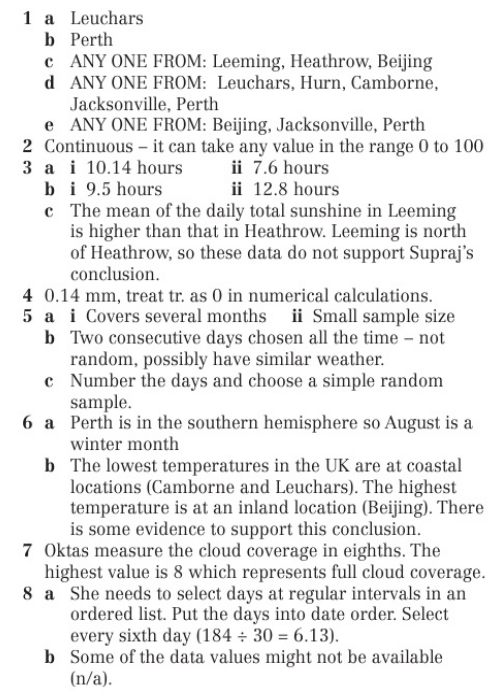 1 a Leuchars
b Perth
c ANY ONE FROM: Leeming, Heathrow, Beijing
d ANY ONE FROM: Leuchars, Hurn, Camborne,
Jacksonville, Perth
e ANY ONE FROM: Beijing, Jacksonville, Perth
2 Continuous – it can take any value in the range 0 to 100
3 a i 10.14 hours ii 7.6 hours
b i 9.5 hours ii 12.8 hours
c The mean of the daily total sunshine in Leeming
is higher than that in Heathrow. Leeming is north
of Heathrow, so these data do not support Supraj's
conclusion.
4 0.14 mm, treat tr. as 0 in numerical calculations.
5 a i Covers several months ii Small sample size
b Two consecutive days chosen all the time – not
random, possibly have similar weather.
c Number the days and choose a simple random
sample.
6 a Perth is in the southern hemisphere so August is a
winter month
b The lowest temperatures in the UK are at coastal
locations (Camborne and Leuchars). The highest
temperature is at an inland location (Beijing). There
is some evidence to support this conclusion.
7 Oktas measure the cloud coverage in eighths. The
highest value is 8 which represents full cloud coverage.
8 a She needs to select days at regular intervals in an
ordered list. Put the days into date order. Select
every sixth day (184 ÷ 30 = 6.13).
b Some of the data values might not be available
(n/a).